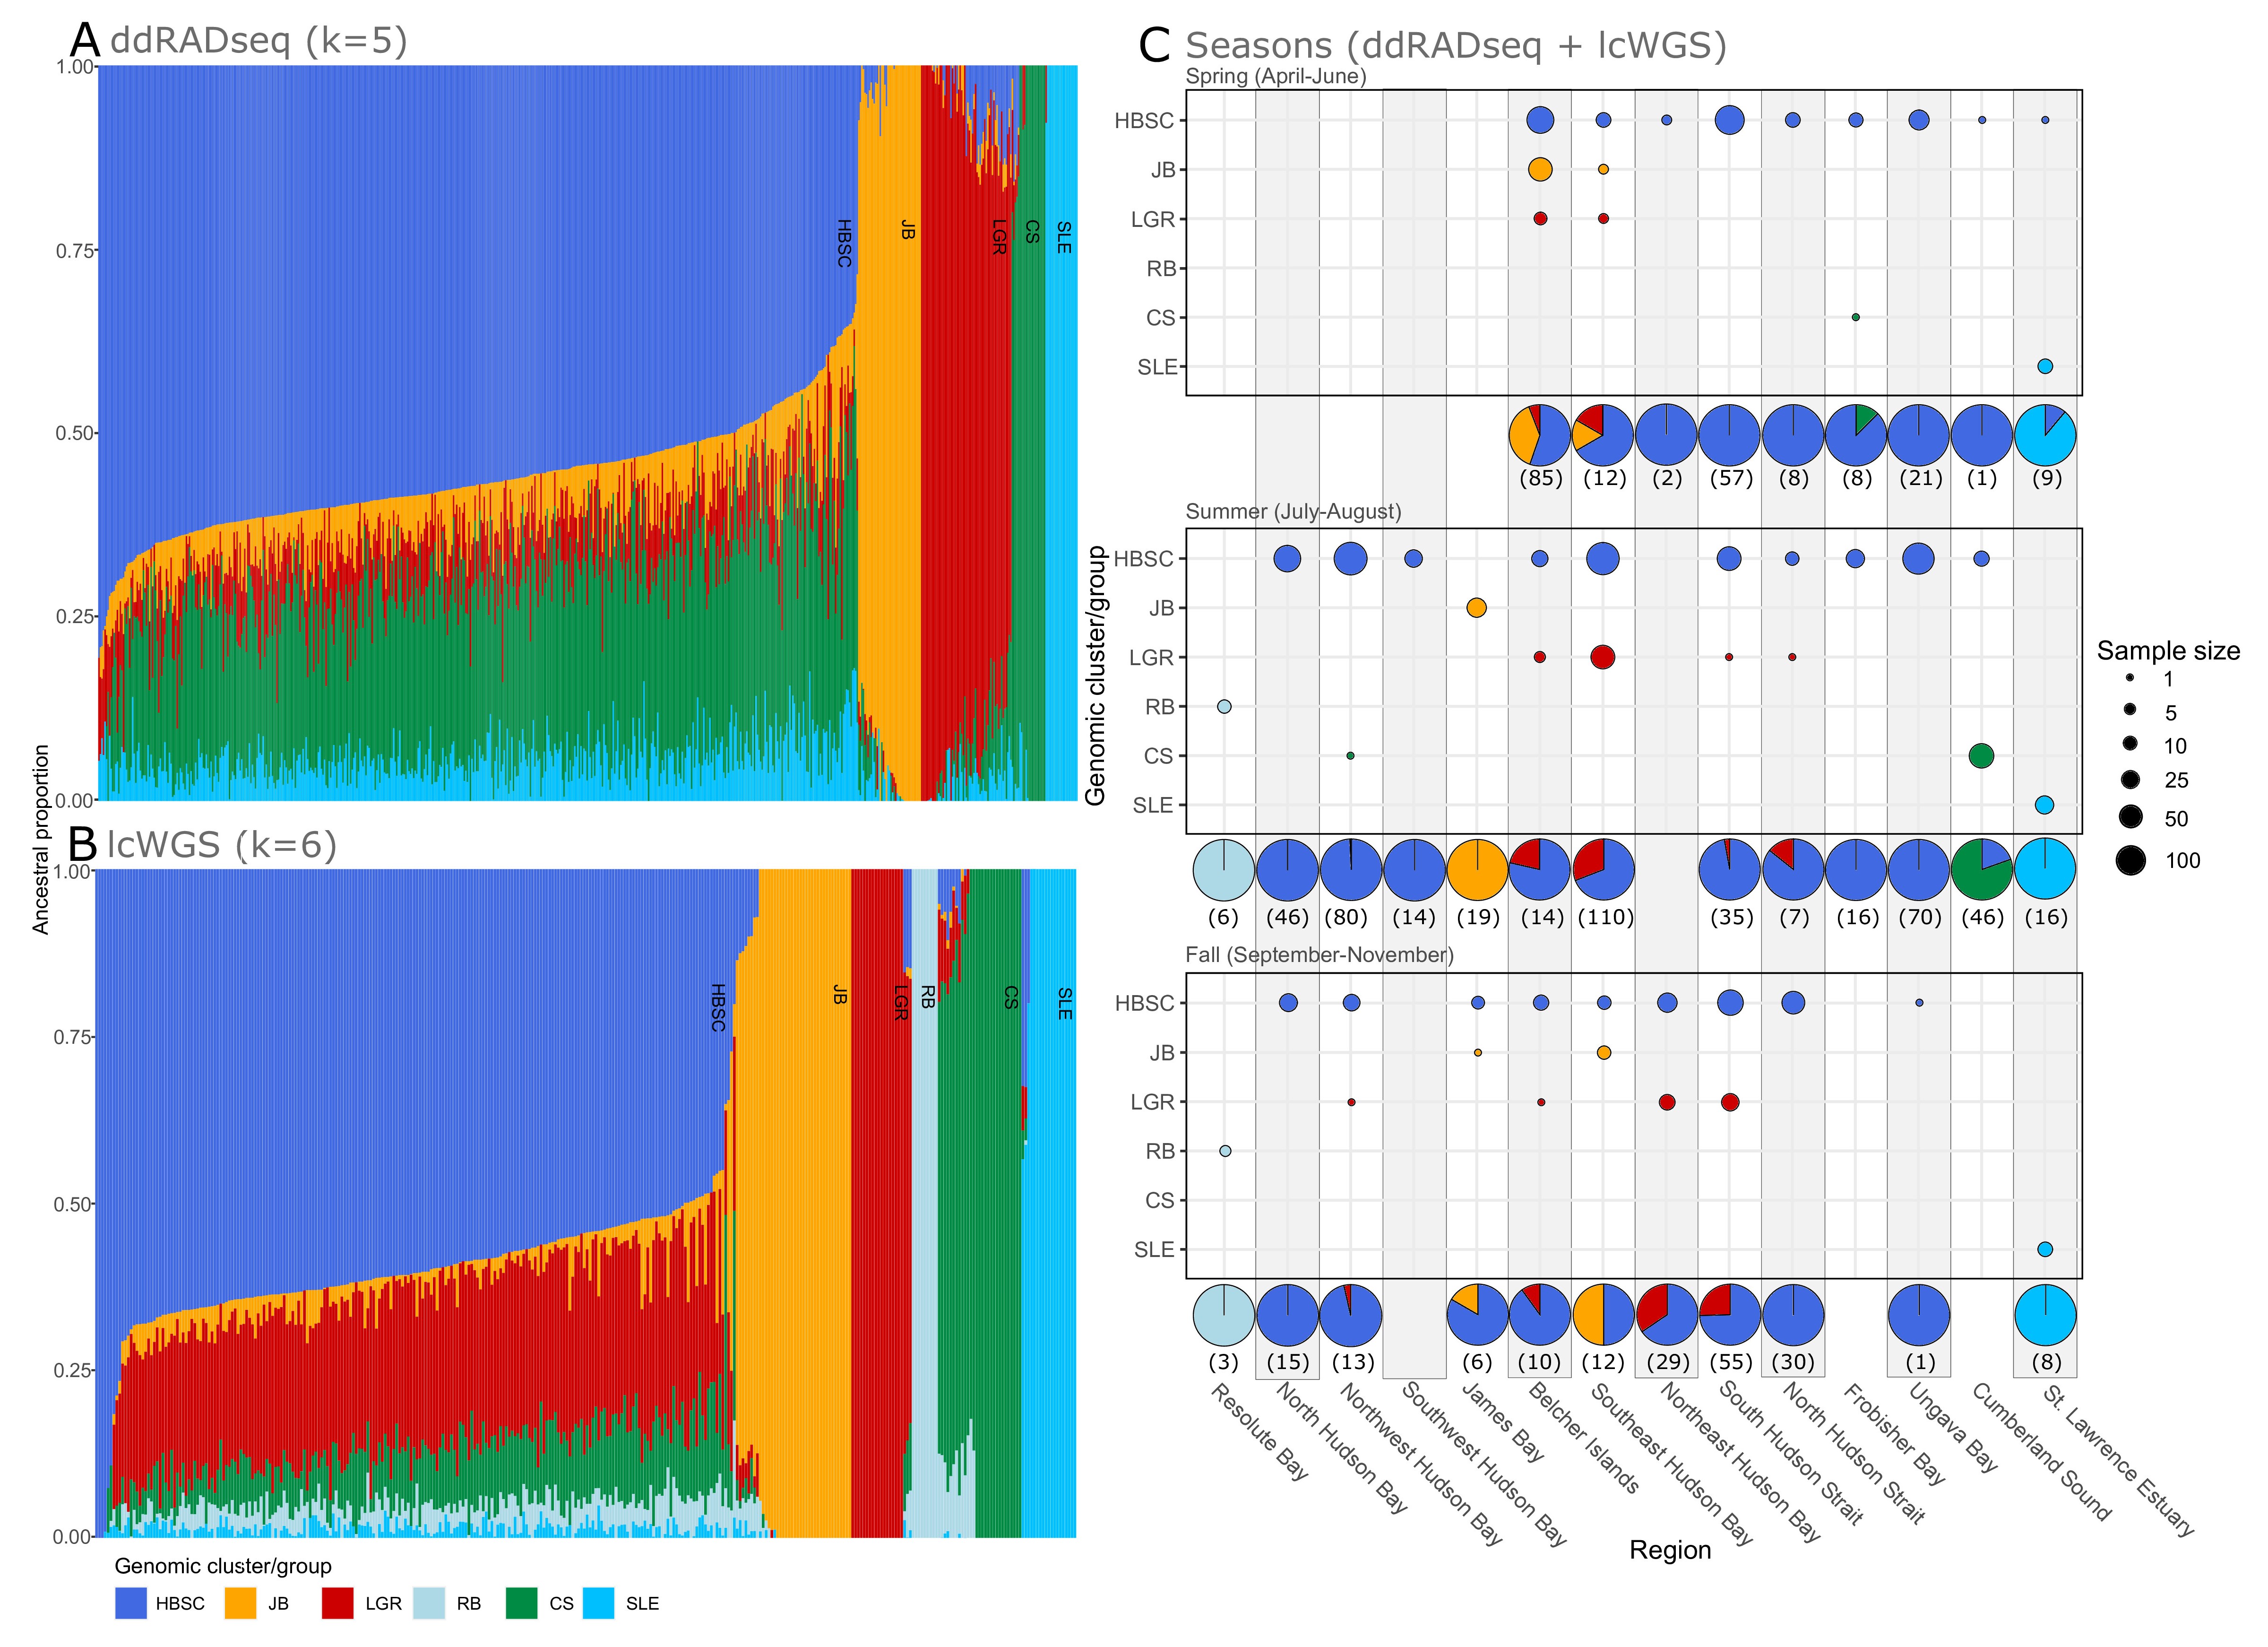 A ddRADseq (k=5)
1.00
0.75
0.50
0.25
0.00
HBSC
JB
LGR
CS
SLE
Ancestral proportion
B lcWGS (k=6)
1.00
0.75
0.50
0.25
0.00
HBSC
JB
LGR
RB
CS
SLE
Genomic cluster/group
HBSC JB LGR RB CS SLE
C Seasons (ddRADseq + lcWGS)
Genomic cluster/group
Spring (April-June)
HBSC
JB
LGR
RB
CS
SLE
(85) (12) (2) (57) (8) (8) (21) (1) (9)
Summer (July-August)
HBSC
JB
LGR
RB
CS
SLE
(6) (46) (80) (14) (19) (14) (110) (35) (7) (16) (70) (46) (16)
Fall (September-November)
HBSC
JB
LGR
RB
CS
SLE
(3) (15) (13) (6) (10) (12) (29) (55) (30) (1) (8)
Resolute Bay
North Hudson Bay
Northwest Hudson Bay
Southwest Hudson Bay
James Bay
Belcher Islands
Southeast Hudson Bay
Northeast Hudson Bay
South Hudson Strait
North Hudson Strait
Frobisher Bay
Ungava Bay
Cumberland Sound
St. Lawrence Estuary
Region
Sample size
1
5
10
25
50
100